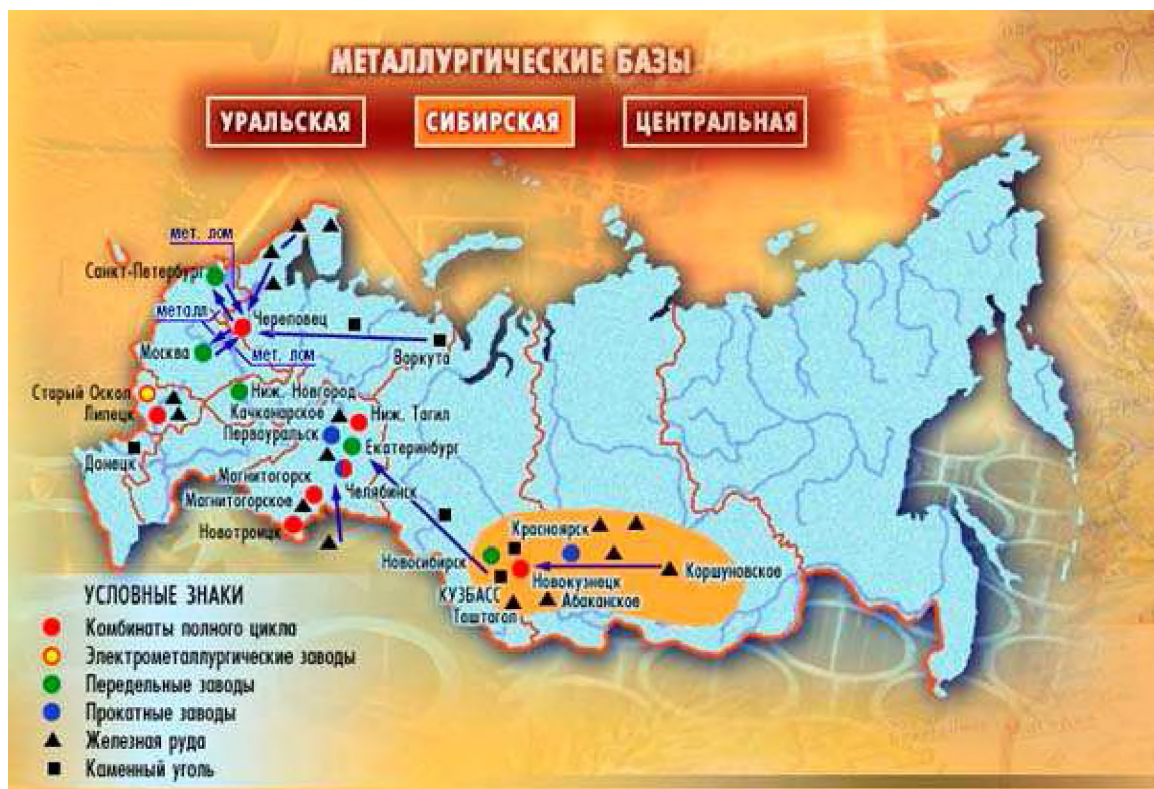 МЕТАЛЛУРГИЧЕСКИЕ БАЗЫ
УРАЛЬСКАЯ
СИБИРСКАЯ
ЦЕНТРАЛЬНАЯ
мет. лом
Санкт-Петербург
металл
Череповец
Москва
мет. лом
Воркута
Старый Оскол
Ниж. Новгород
Липецк
Качканарское
Ниж. Тагил
Первоуральск
Екатеринбург
Донецк
Магнитогорск
Челябинск
Магнитогорское
Новотроицк
Красноярск
Новосибирск
Новокузнецк
Коршуновское
КУЗБАСС
Абаканское
Таштагол
УСЛОВНЫЕ ЗНАКИ
Комбинаты полного цикла
Электрометаллургические заводы
Передельные заводы
Прокатные заводы
Железная руда
Каменный уголь